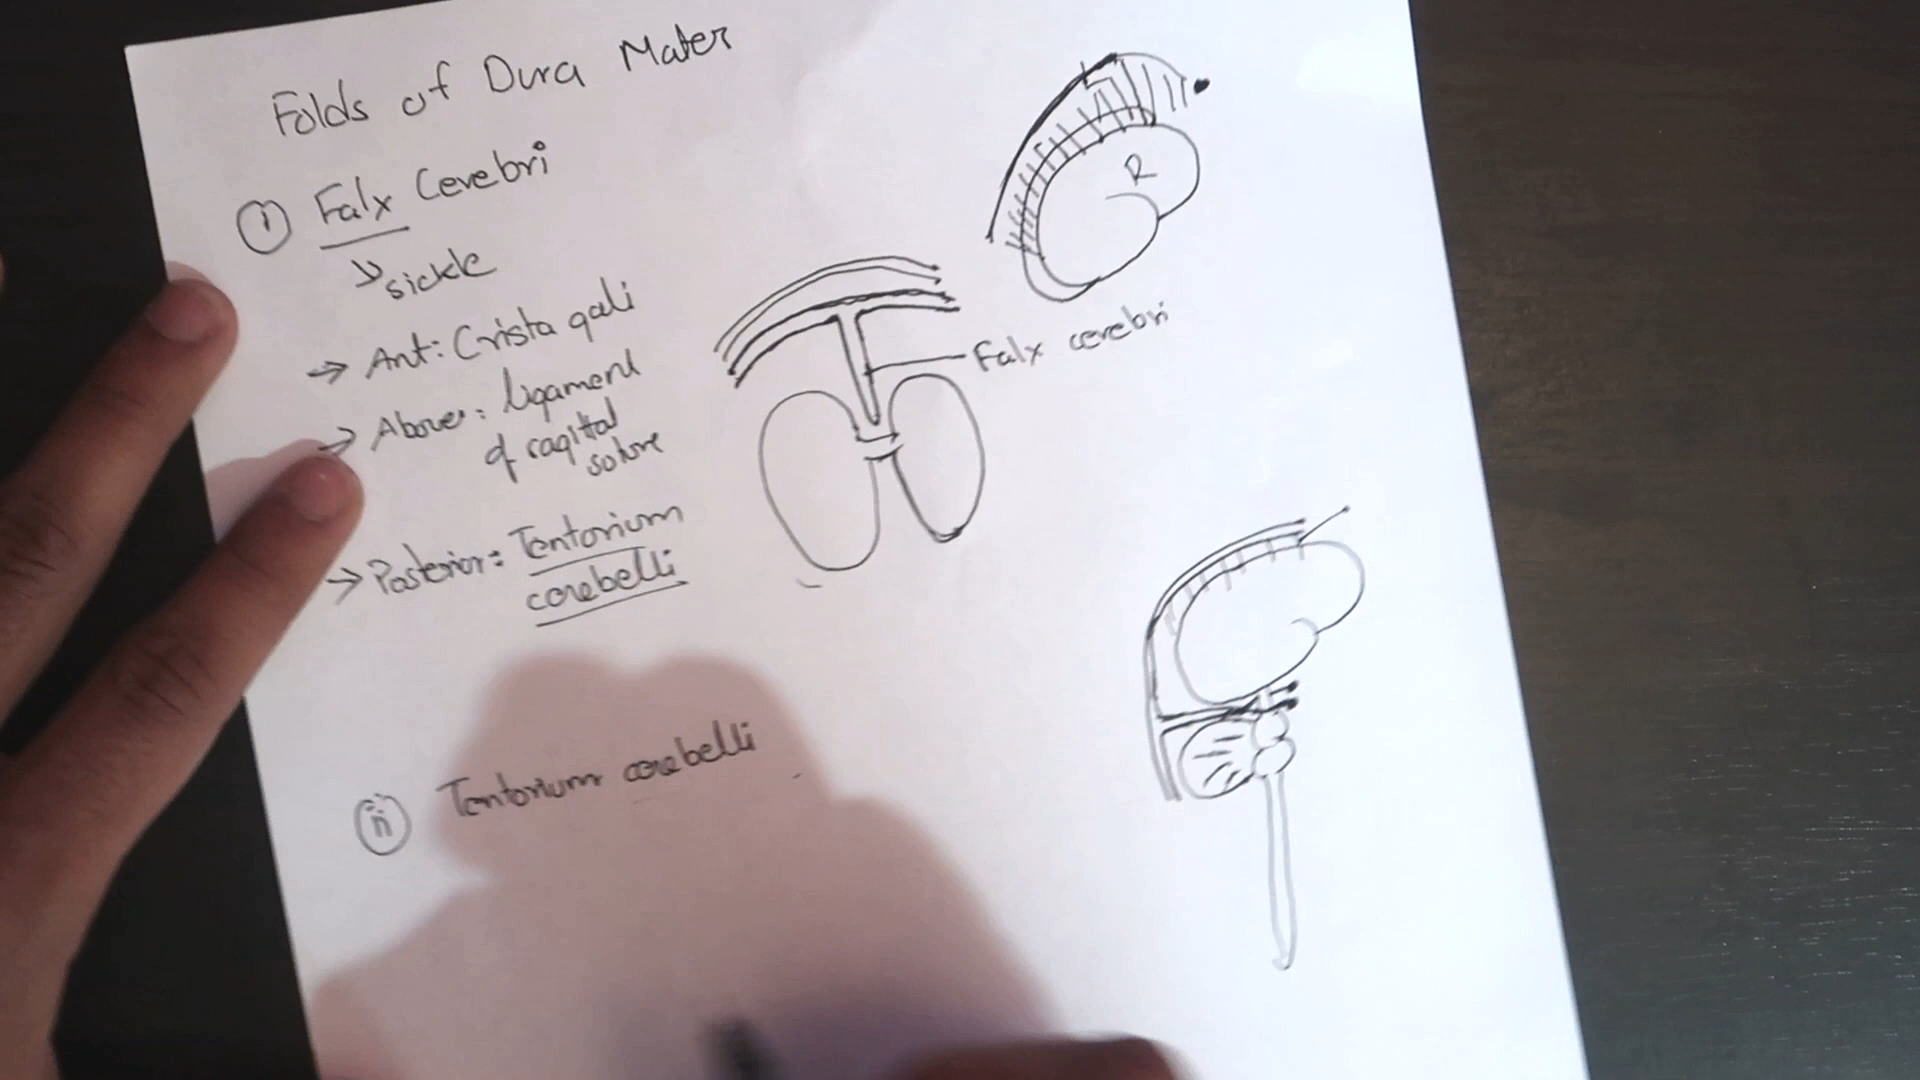 Folds of Dura Mater
i Falx Cerebri
sickle
→ Ant: Crista gali
→ Above: ligament
of sagittal
suture
→ Posterior: Tentorium
cerebelli
R
Falx cerebri
ii Tentorium cerebelli